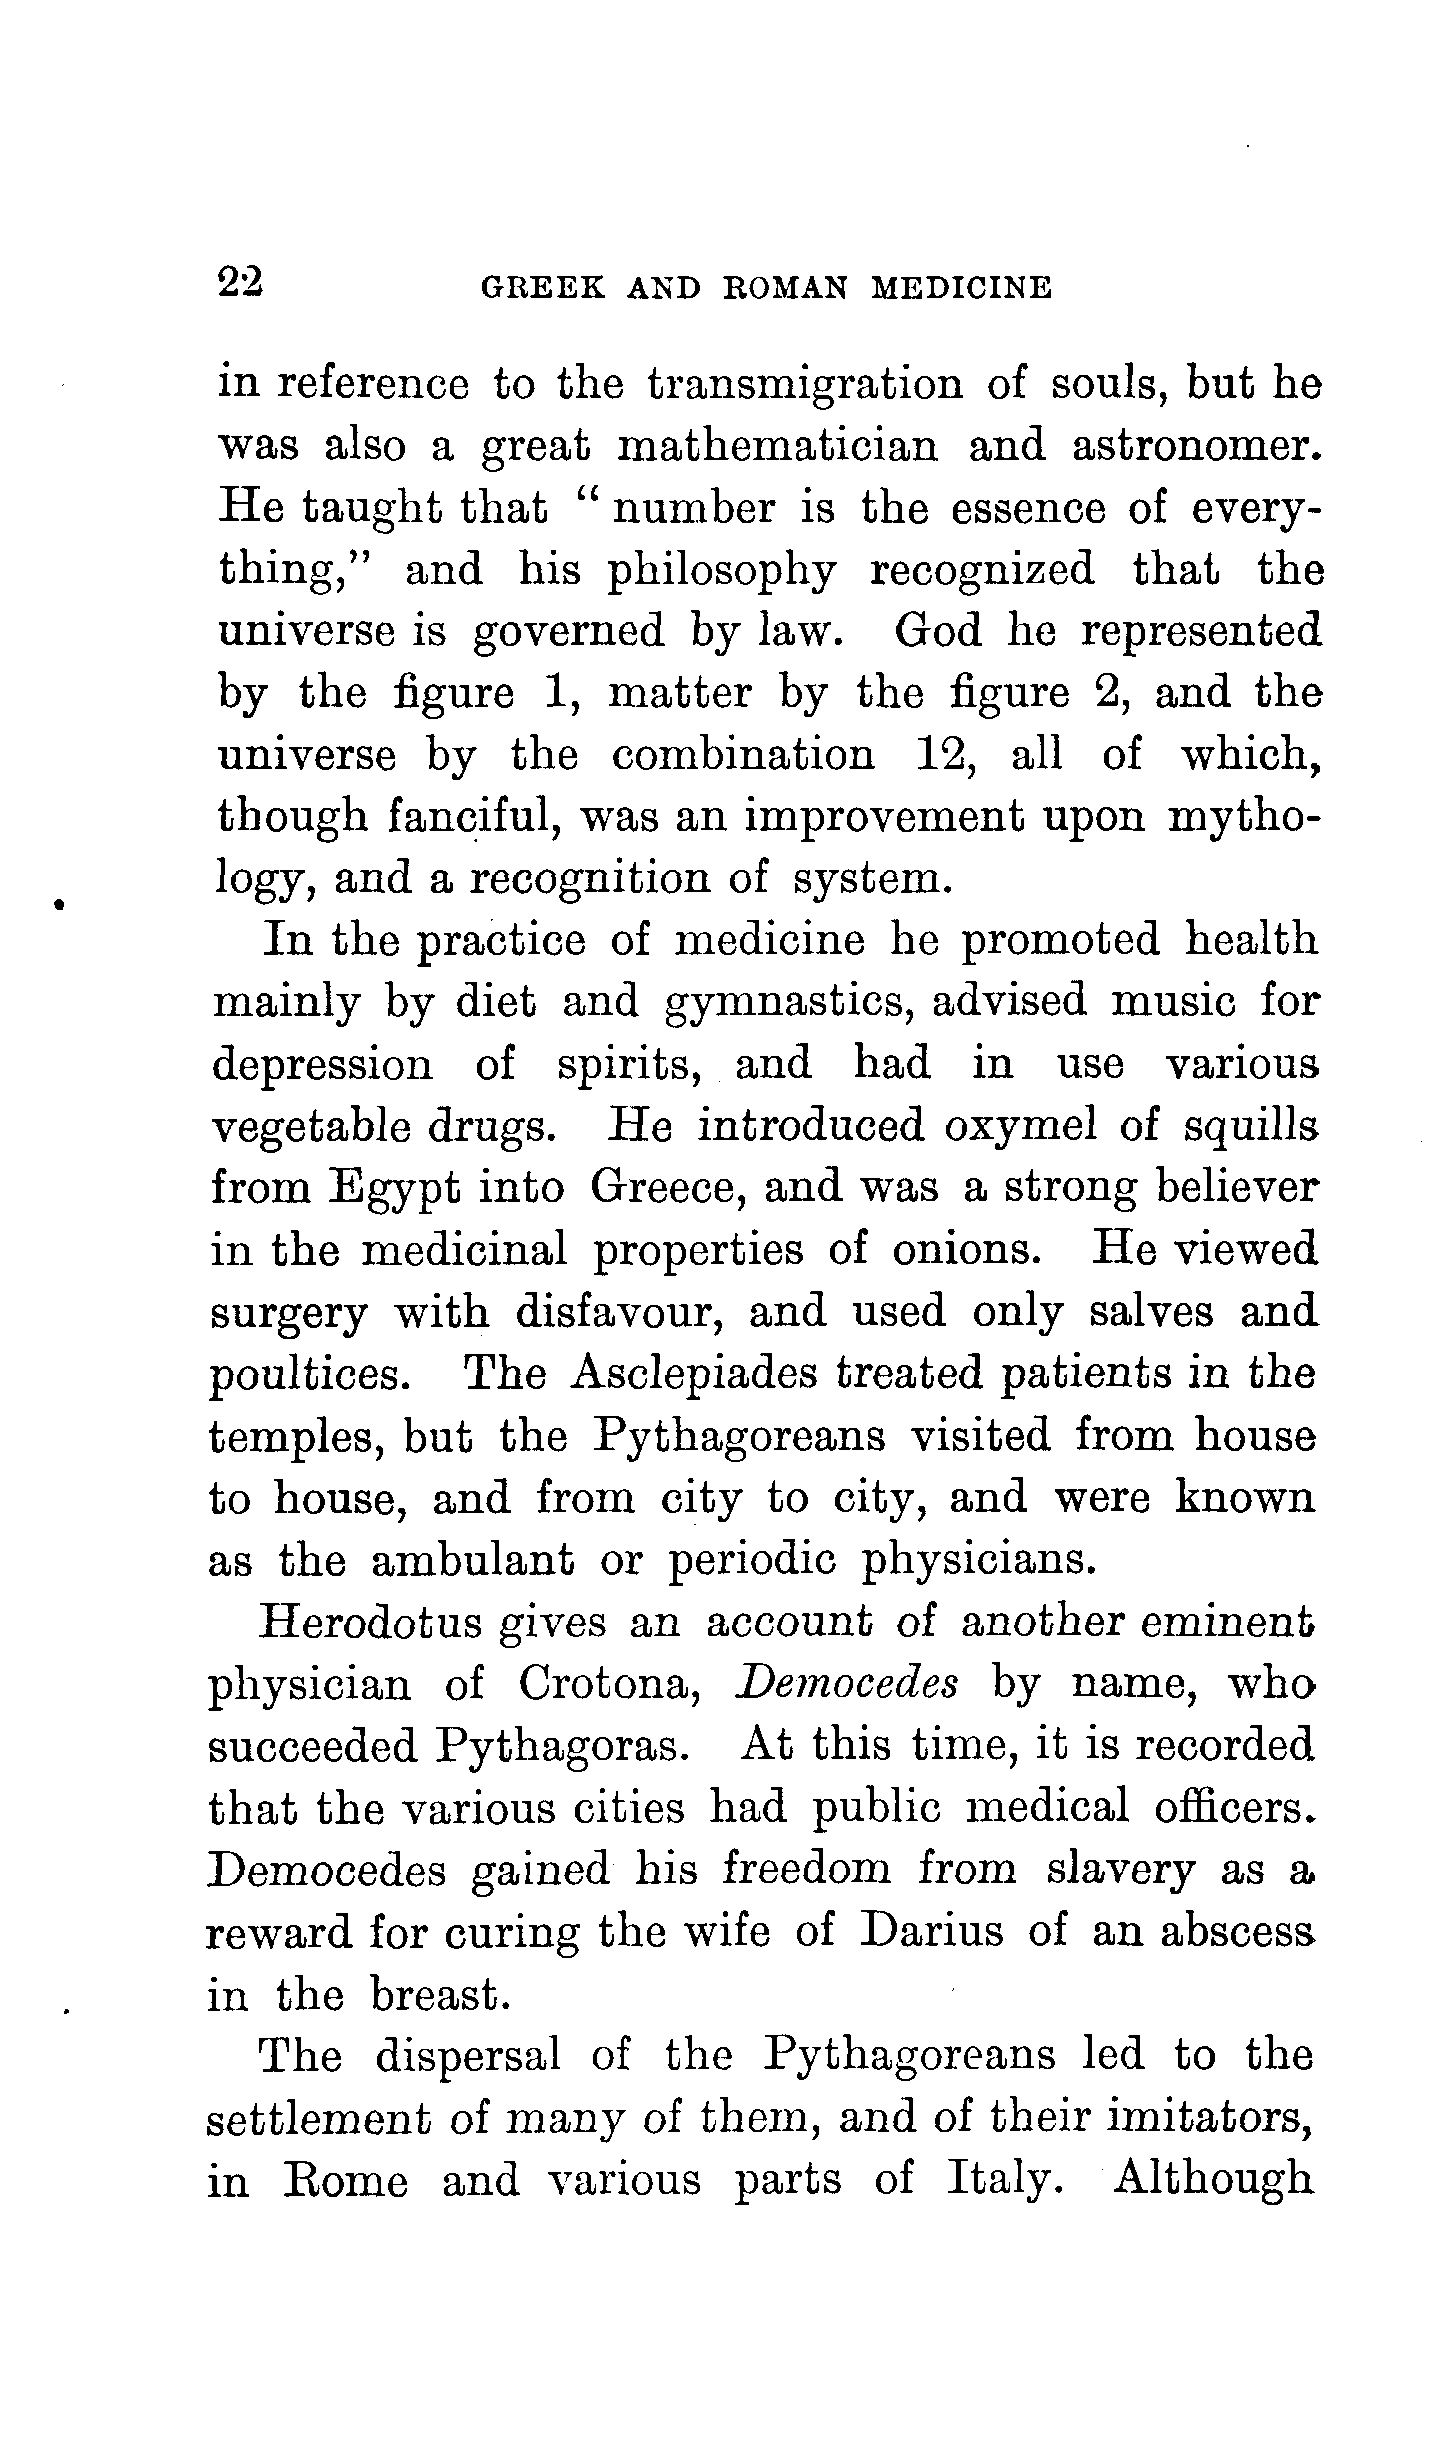 22 GREEK AND ROMAN MEDICINE
in reference to the transmigration of souls, but he
was also a great mathematician and astronomer.
He taught that " number is the essence of every-
thing," and his philosophy recognized that the
universe is governed by law. God he represented
by the figure 1, matter by the figure 2, and the
universe by the combination 12, all of which,
though fanciful, was an improvement upon mytho-
logy, and a recognition of system.
In the practice of medicine he promoted health
mainly by diet and gymnastics, advised music for
depression of spirits, and had in use various
vegetable drugs. He introduced oxymel of squills
from Egypt into Greece, and was a strong believer
in the medicinal properties of onions. He viewed
surgery with disfavour, and used only salves and
poultices. The Asclepiades treated patients in the
temples, but the Pythagoreans visited from house
to house, and from city to city, and were known
as the ambulant or periodic physicians.
Herodotus gives an account of another eminent
physician of Crotona, Democedes by name, who
succeeded Pythagoras. At this time, it is recorded
that the various cities had public medical officers.
Democedes gained his freedom from slavery as a
reward for curing the wife of Darius of an abscess
in the breast.
The dispersal of the Pythagoreans led to the
settlement of many of them, and of their imitators,
in Rome and various parts of Italy. Although